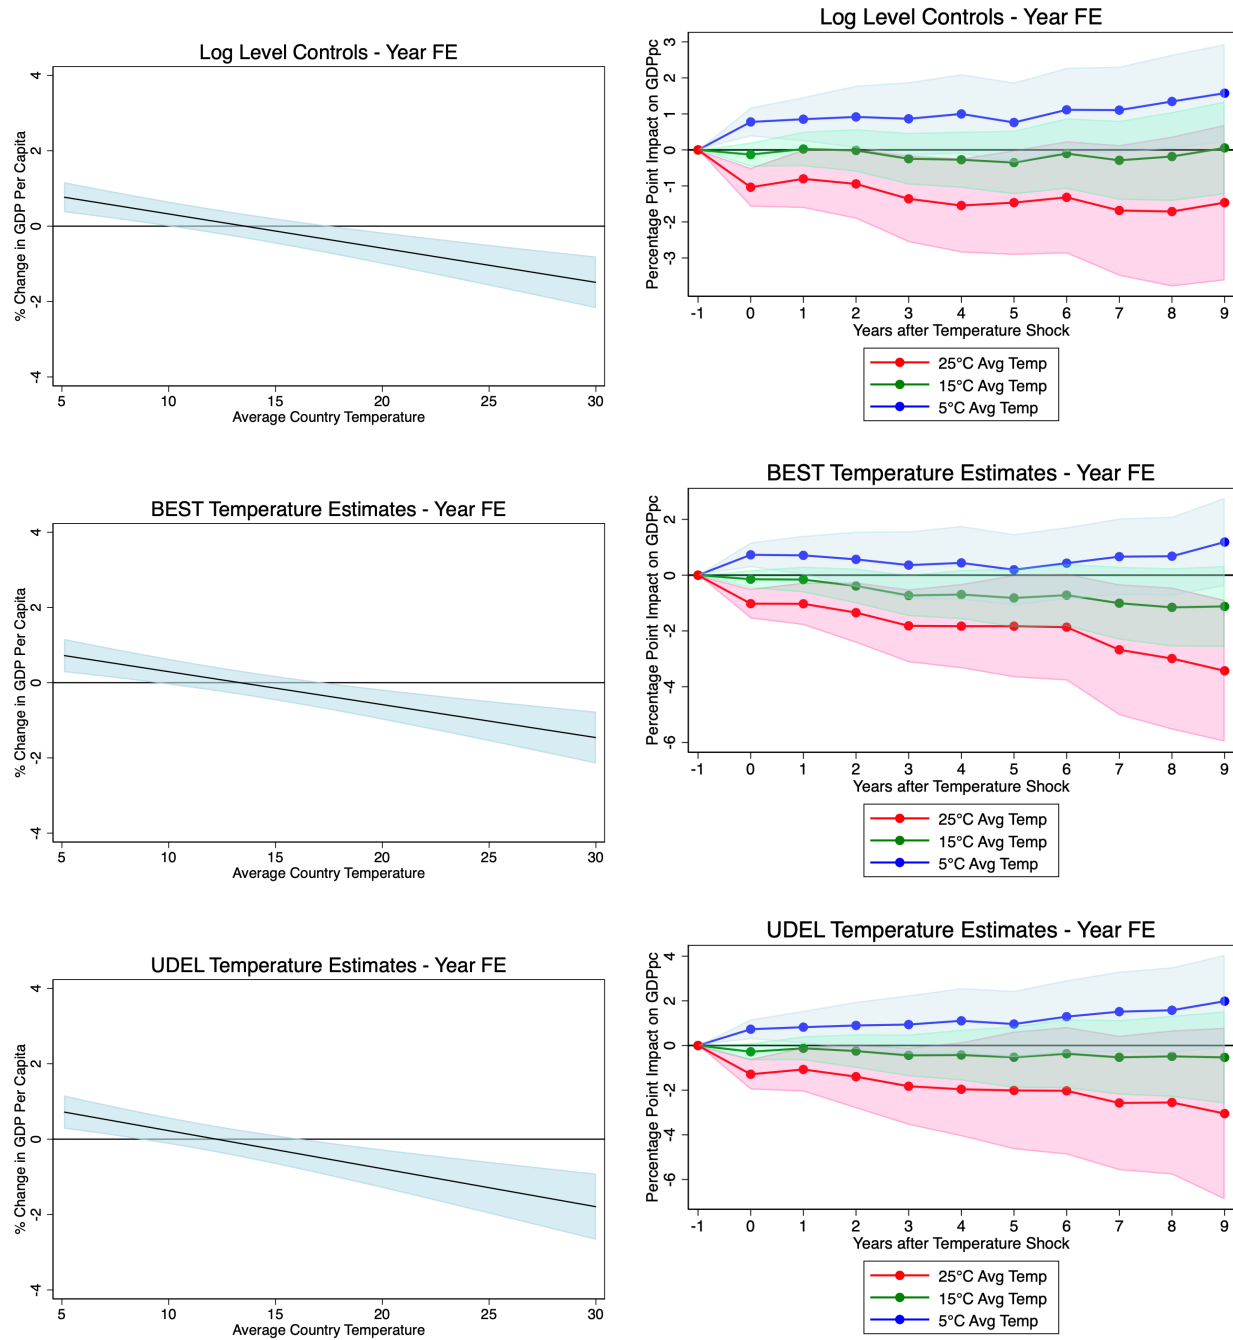 Log Level Controls - Year FE
% Change in GDP Per Capita
4
2
0
-2
-4
5 10 15 20 25 30
Average Country Temperature
Log Level Controls - Year FE
Percentage Point Impact on GDPpc
3
2
1
0
-1
-2
-3
-1 0 1 2 3 4 5 6 7 8 9
Years after Temperature Shock
25°C Avg Temp
15°C Avg Temp
5°C Avg Temp
BEST Temperature Estimates - Year FE
% Change in GDP Per Capita
4
2
0
-2
-4
5 10 15 20 25 30
Average Country Temperature
BEST Temperature Estimates - Year FE
Percentage Point Impact on GDPpc
2
0
-2
-4
-6
-1 0 1 2 3 4 5 6 7 8 9
Years after Temperature Shock
25°C Avg Temp
15°C Avg Temp
5°C Avg Temp
UDEL Temperature Estimates - Year FE
% Change in GDP Per Capita
4
2
0
-2
-4
5 10 15 20 25 30
Average Country Temperature
UDEL Temperature Estimates - Year FE
Percentage Point Impact on GDPpc
4
2
0
-2
-4
-6
-1 0 1 2 3 4 5 6 7 8 9
Years after Temperature Shock
25°C Avg Temp
15°C Avg Temp
5°C Avg Temp